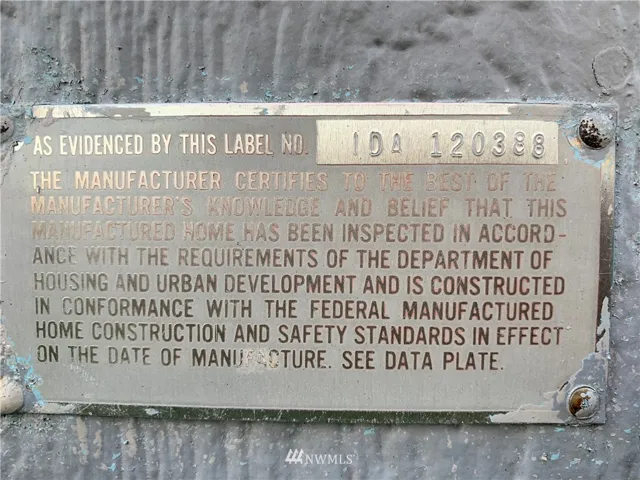 AS EVIDENCED BY THIS LABEL NO. IDA 120388
THE MANUFACTURER CERTIFIES TO THE BEST OF THE
MANUFACTURER'S KNOWLEDGE AND BELIEF THAT THIS
MANUFACTURED HOME HAS BEEN INSPECTED IN ACCORD-
ANCE WITH THE REQUIREMENTS OF THE DEPARTMENT OF
HOUSING AND URBAN DEVELOPMENT AND IS CONSTRUCTED
IN CONFORMANCE WITH THE FEDERAL MANUFACTURED
HOME CONSTRUCTION AND SAFETY STANDARDS IN EFFECT
ON THE DATE OF MANUFACTURE. SEE DATA PLATE.
NWMLS